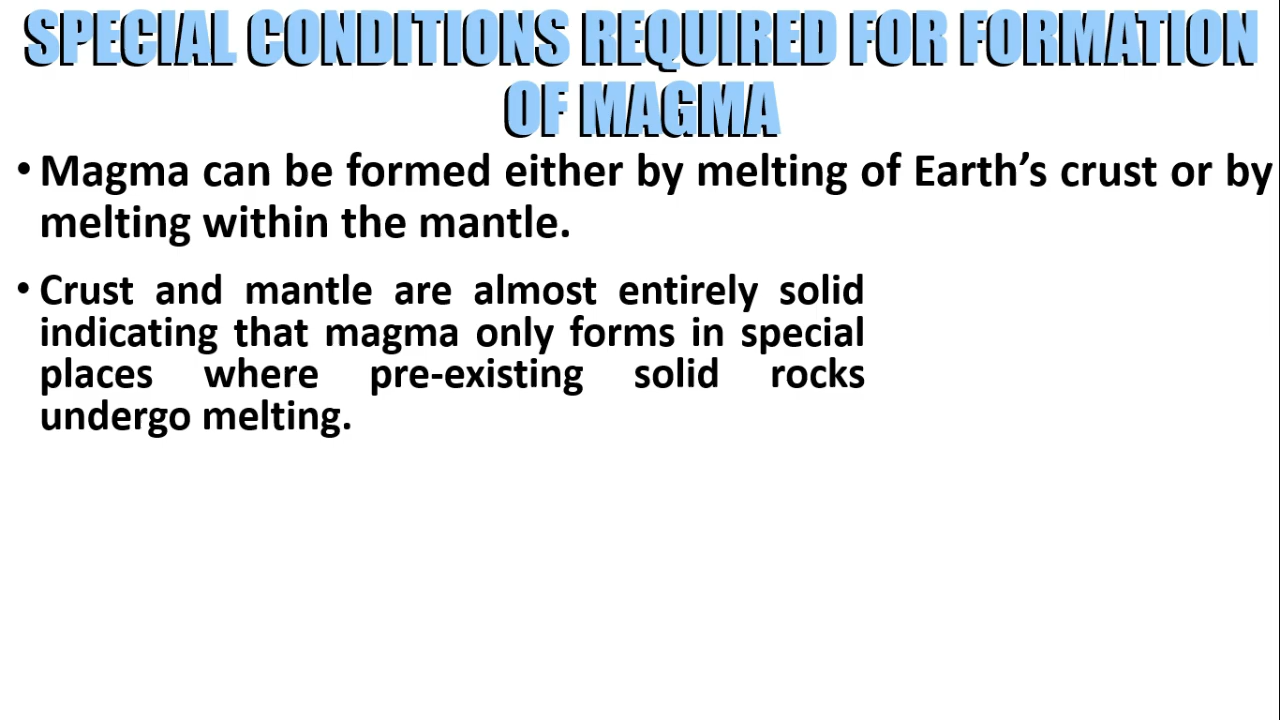 SPECIAL CONDITIONS REQUIRED FOR FORMATION
OF MAGMA
• Magma can be formed either by melting of Earth’s crust or by
melting within the mantle.
• Crust and mantle are almost entirely solid
indicating that magma only forms in special
places where pre-existing solid rocks
undergo melting.